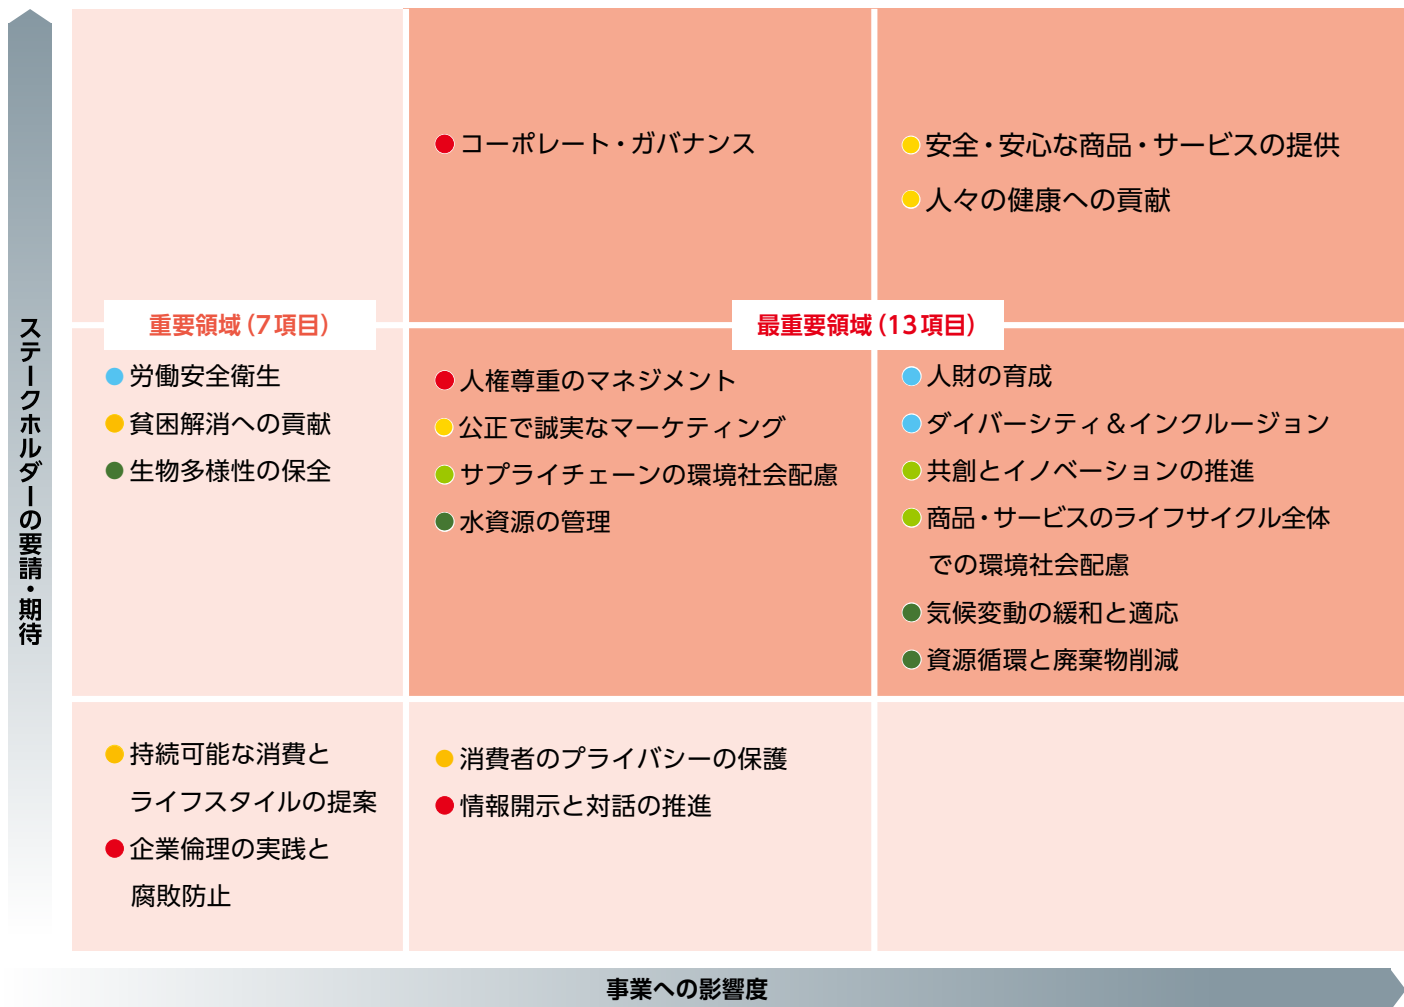 ステークホルダーの要請・期待
コーポレート・ガバナンス
安全・安心な商品・サービスの提供
人々の健康への貢献
重要領域（7項目）
最重要領域（13項目）
労働安全衛生
貧困解消への貢献
生物多様性の保全
人権尊重のマネジメント
公正で誠実なマーケティング
サプライチェーンの環境社会配慮
水資源の管理
人財の育成
ダイバーシティ＆インクルージョン
共創とイノベーションの推進
商品・サービスのライフサイクル全体
での環境社会配慮
気候変動の緩和と適応
資源循環と廃棄物削減
持続可能な消費と
ライフスタイルの提案
企業倫理の実践と
腐敗防止
消費者のプライバシーの保護
情報開示と対話の推進
事業への影響度